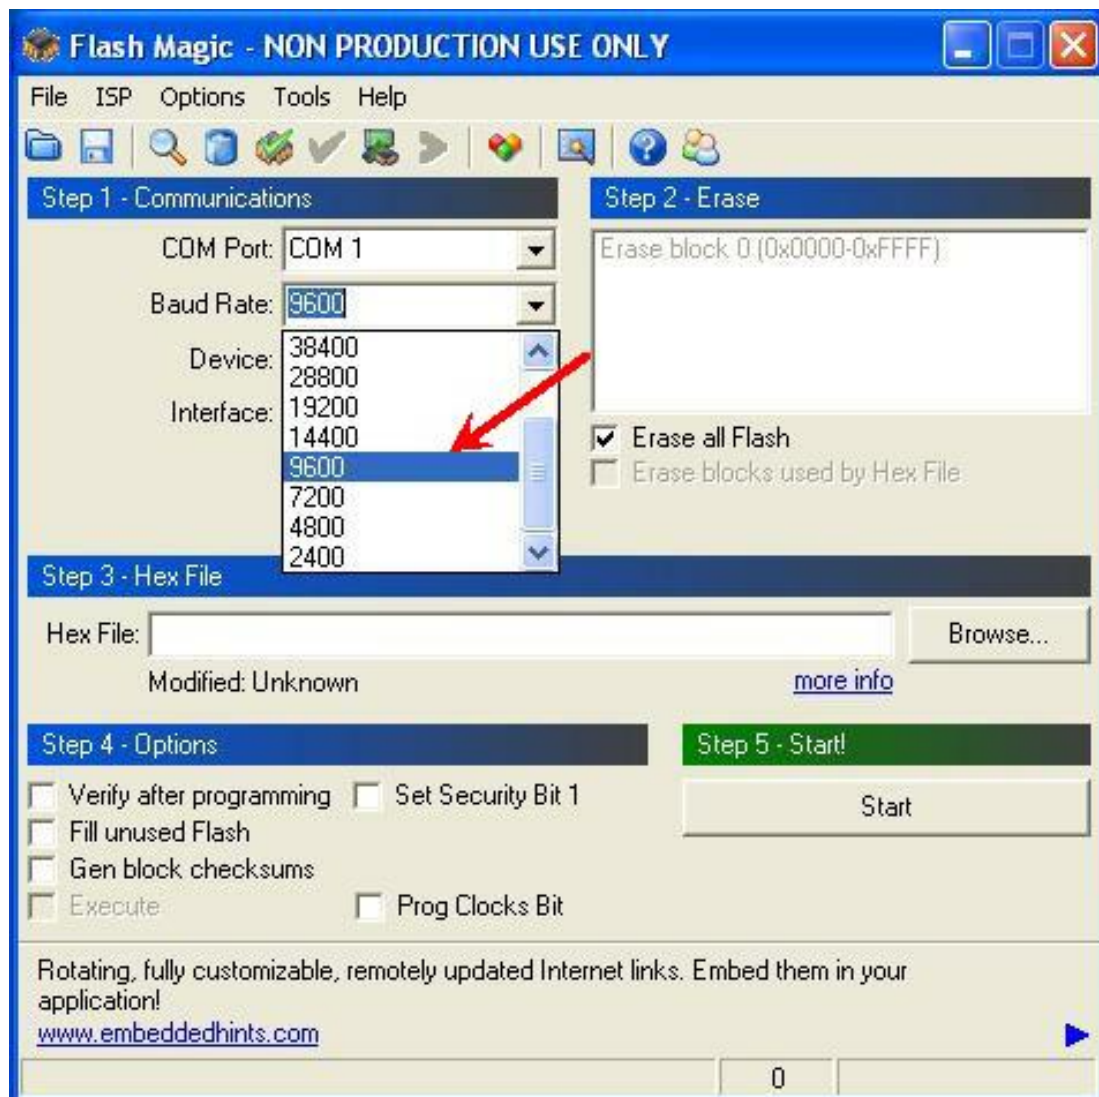 Flash Magic - NON PRODUCTION USE ONLY
File ISP Options Tools Help
Step 1 - Communications
COM Port: COM 1
Baud Rate: 9600
38400
Device:
28800
Interface: 19200
14400
9600
7200
4800
2400
Step 2 - Erase
Erase block 0 (0x0000-0xFFFF)
Erase all Flash
Erase blocks used by Hex File
Step 3 - Hex File
Hex File:
Browse...
Modified: Unknown
more info
Step 4 - Options
Verify after programming Set Security Bit 1
Fill unused Flash
Gen block checksums
Execute Prog Clocks Bit
Step 5 - Start!
Start
Rotating, fully customizable, remotely updated Internet links. Embed them in your
application!
www.embeddedhints.com
0